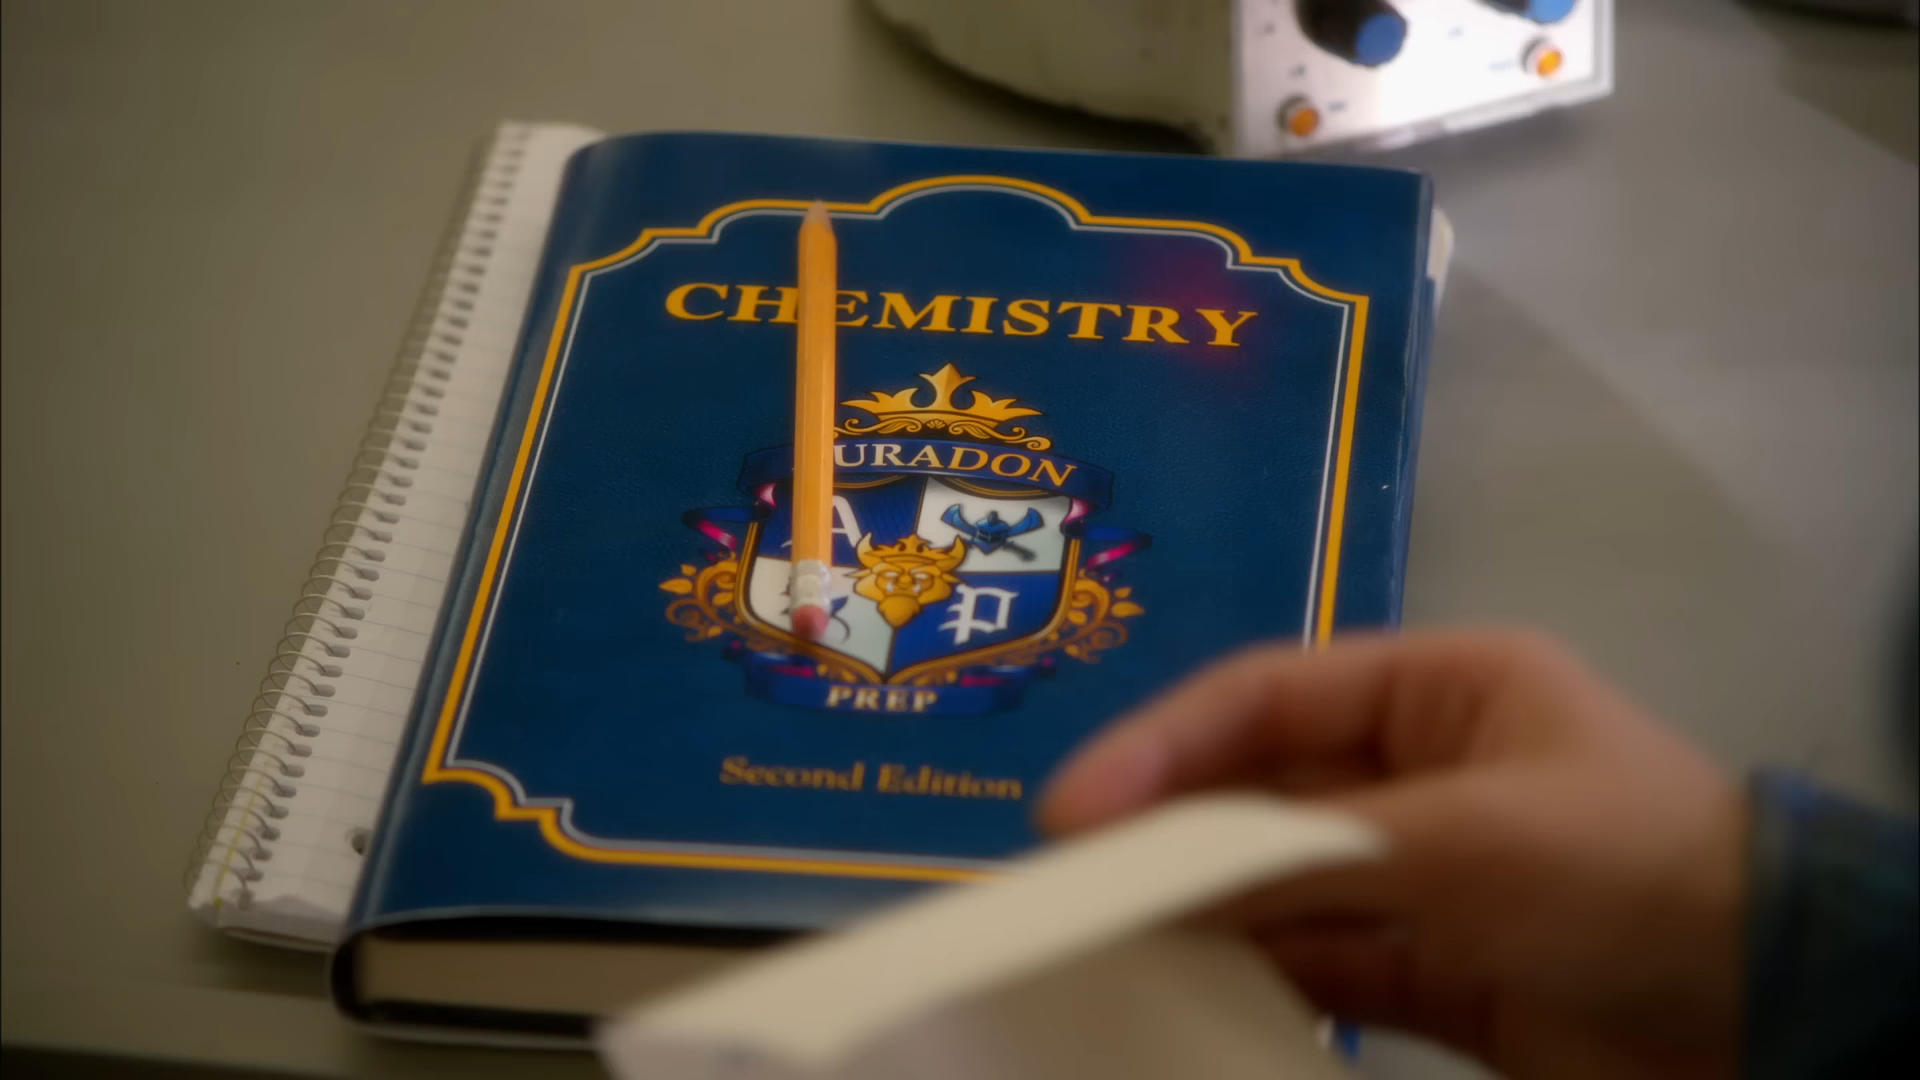 CHEMISTRY
URADON
A
P
PREP
Second Edition